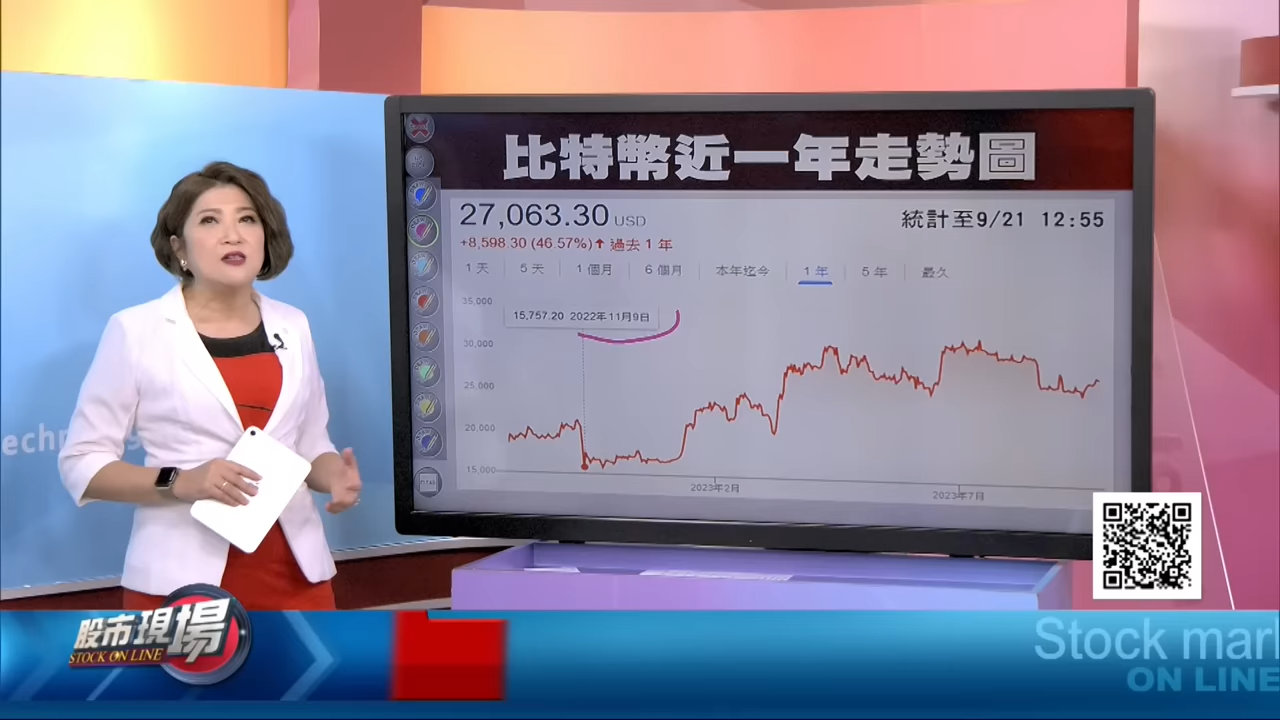 比特幣近一年走勢圖
27,063.30 USD
統計至9/21 12:55
+8,598.30 (46.57%)↑ 過去 1 年
1 天 5 天 1 個月 6 個月 本年迄今 1 年 5 年 最久
35,000
15,757.20 2022年11月9日
30,000
25,000
20,000
15,000
2023年2月
2023年7月
股市現場
STOCK ON LINE
Stock mar
ON LINE